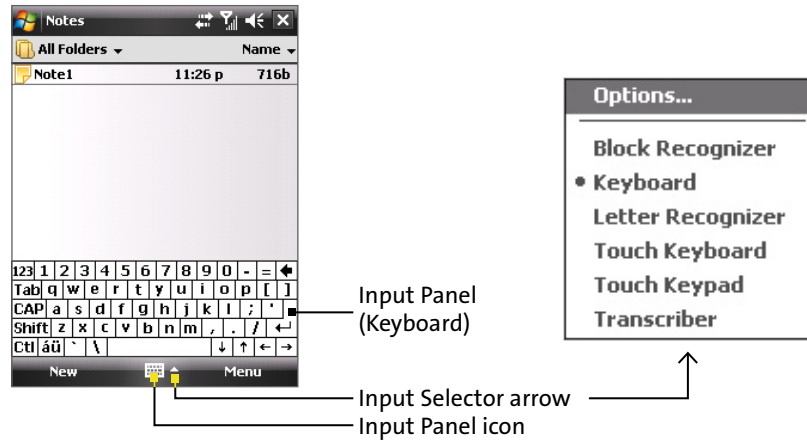 Notes
All Folders
Name
Note1 11:26 p 716b
123 1 2 3 4 5 6 7 8 9 0 - =
Tab q w e r t y u i o p [ ]
CAP a s d f g h j k l ; '
Shift z x c v b n m , . /
Ctl áü ` \ ↓ ↑ ← →
New Menu
Input Panel
(Keyboard)
Input Selector arrow
Input Panel icon
Options...
Block Recognizer
• Keyboard
Letter Recognizer
Touch Keyboard
Touch Keypad
Transcriber